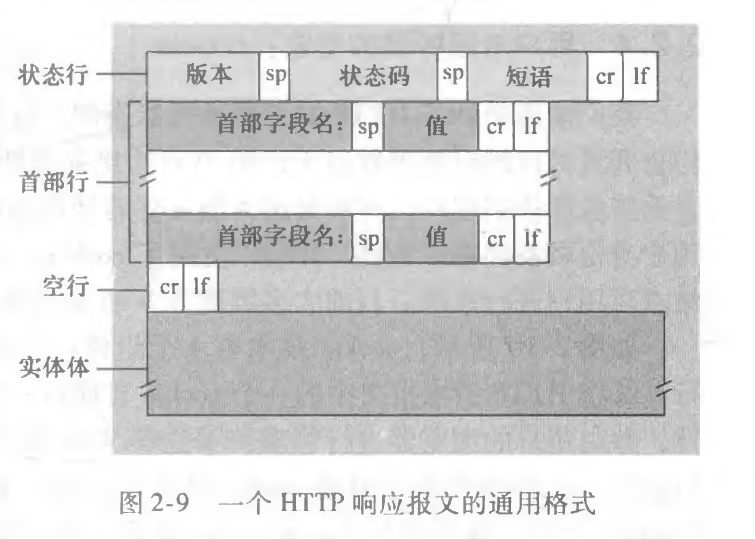 状态行 版本 sp 状态码 sp 短语 cr lf
首部字段名: sp 值 cr lf
首部行
首部字段名: sp 值 cr lf
空行 cr lf
实体体
图 2-9 一个 HTTP 响应报文的通用格式